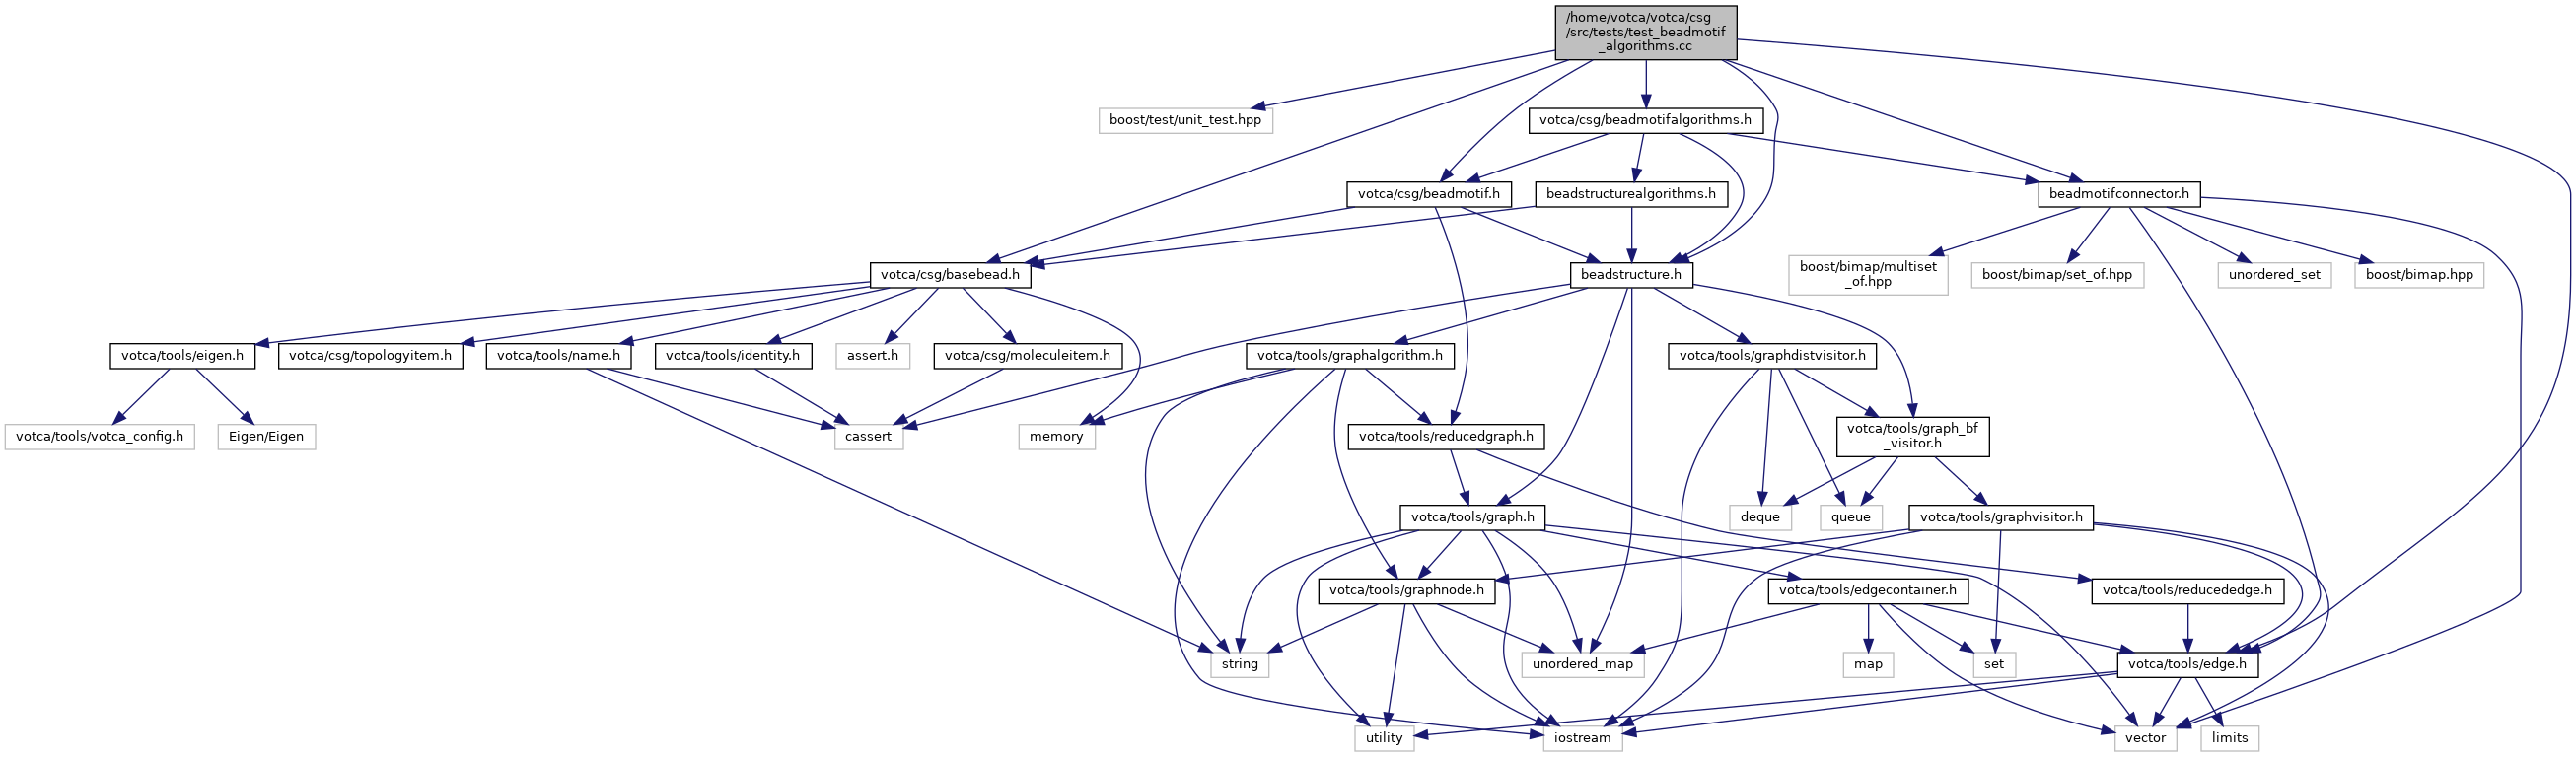 /home/votca/votca/csg
/src/tests/test_beadmotif
_algorithms.cc
boost/test/unit_test.hpp
votca/csg/beadmotifalgorithms.h
votca/csg/beadmotif.h
beadstructurealgorithms.h
beadmotifconnector.h
votca/csg/basebead.h
beadstructure.h
boost/bimap/multiset
_of.hpp
boost/bimap/set_of.hpp
unordered_set
boost/bimap.hpp
votca/tools/eigen.h
votca/csg/topologyitem.h
votca/tools/name.h
votca/tools/identity.h
assert.h
votca/csg/moleculeitem.h
votca/tools/graphalgorithm.h
votca/tools/graphdistvisitor.h
votca/tools/votca_config.h
Eigen/Eigen
cassert
memory
votca/tools/reducedgraph.h
votca/tools/graph_bf
_visitor.h
votca/tools/graph.h
deque
queue
votca/tools/graphvisitor.h
votca/tools/graphnode.h
votca/tools/edgecontainer.h
votca/tools/reducededge.h
string
unordered_map
map
set
votca/tools/edge.h
utility
iostream
vector
limits